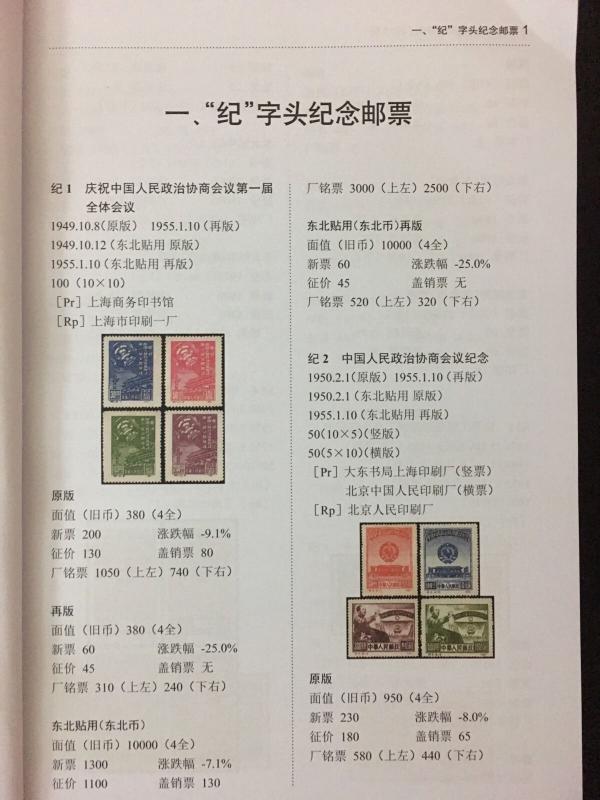 一、“纪”字头纪念邮票 1
一、“纪”字头纪念邮票
纪 1 庆祝中国人民政治协商会议第一届
全体会议
1949.10.8(原版) 1955.1.10(再版)
1949.10.12(东北贴用 原版)
1955.1.10(东北贴用 再版)
100(10×10)
[Pr]上海商务印书馆
[Rp]上海市印刷一厂
原版
面值(旧币)380(4全)
新票 200 涨跌幅 -9.1%
征价 130 盖销票 80
厂铭票 1050(上左)740(下右)
再版
面值(旧币)380(4全)
新票 60 涨跌幅 -25.0%
征价 45 盖销票 无
厂铭票 310(上左)240(下右)
东北贴用(东北币)
面值(旧币)10000(4全)
新票 1300 涨跌幅 -7.1%
征价 1100 盖销票 130
厂铭票 3000(上左)2500(下右)
东北贴用(东北币)再版
面值(旧币)10000(4全)
新票 60 涨跌幅 -25.0%
征价 45 盖销票 无
厂铭票 520(上左)320(下右)
纪 2 中国人民政治协商会议纪念
1950.2.1(原版) 1955.1.10(再版)
1950.2.1(东北贴用 原版)
1955.1.10(东北贴用 再版)
50(10×5)(竖版)
50(5×10)(横版)
[Pr]大东书局上海印刷厂(竖票)
北京中国人民印刷厂(横票)
[Rp]北京人民印刷厂
原版
面值(旧币)950(4全)
新票 230 涨跌幅 -8.0%
征价 180 盖销票 65
厂铭票 580(上左)440(下右)